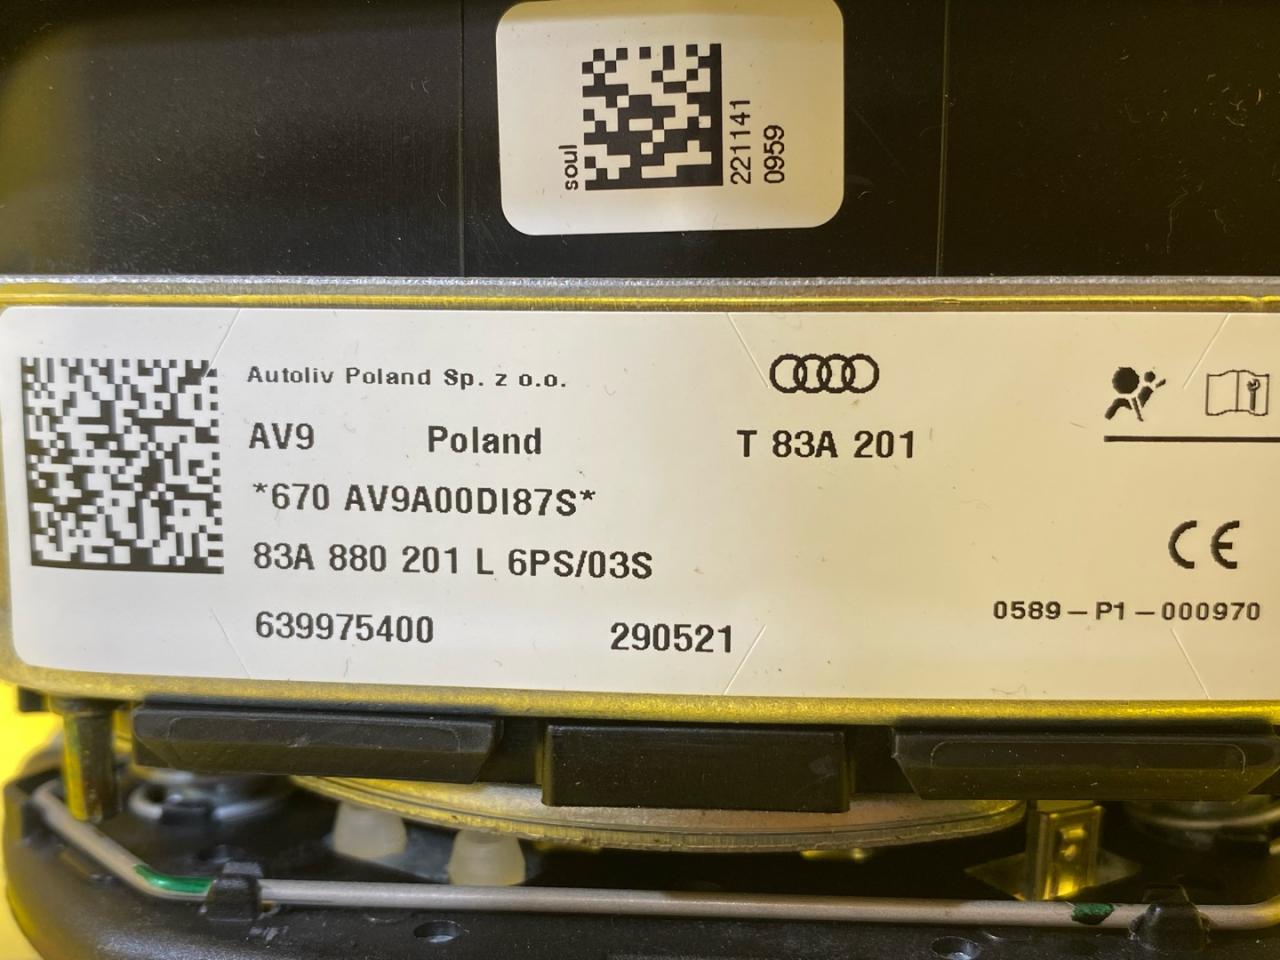 soul
221141
0959
Autoliv Poland Sp. z o.o.
AV9 Poland T 83A 201
*670 AV9A00DI87S*
83A 880 201 L 6PS/03S
CE
0589-P1-000970
639975400 290521